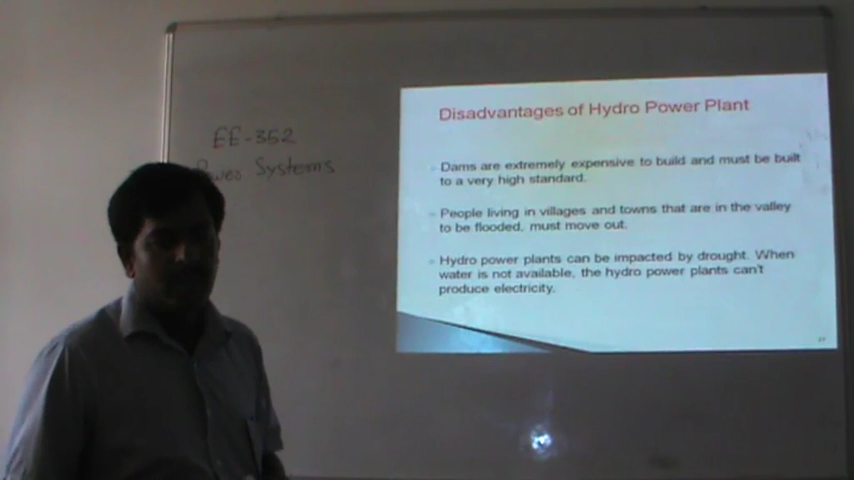 EE-352
Power Systems
Disadvantages of Hydro Power Plant
Dams are extremely expensive to build and must be built
to a very high standard.
People living in villages and towns that are in the valley
to be flooded, must move out.
Hydro power plants can be impacted by drought. When
water is not available, the hydro power plants can't
produce electricity.